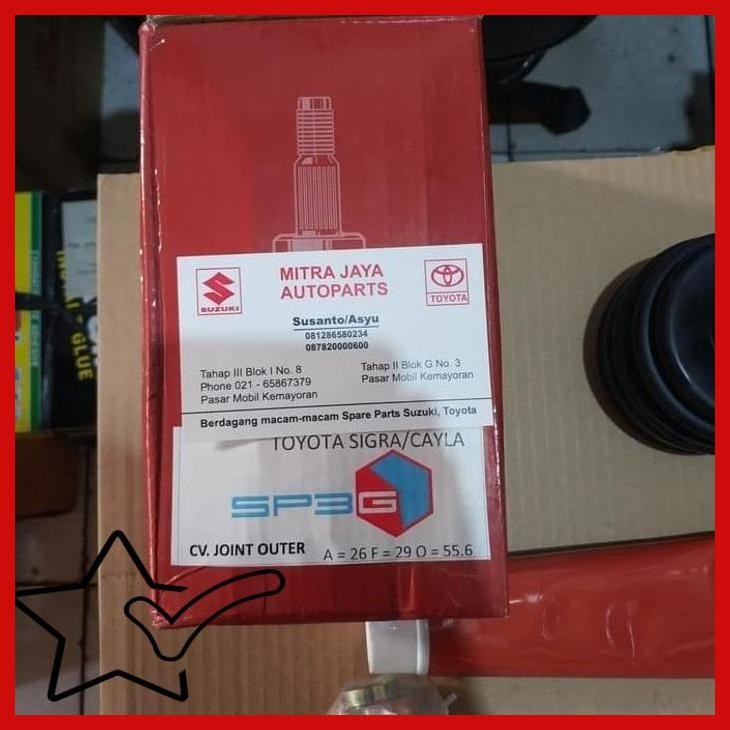 MITRA JAYA
AUTOPARTS
SUZUKI
TOYOTA
Susanto/Asyu
081286580234
087820000600
Tahap III Blok I No. 8
Phone 021 - 65867379
Pasar Mobil Kemayoran
Tahap II Blok G No. 3
Pasar Mobil Kemayoran
Berdagang macam-macam Spare Parts Suzuki, Toyota
TOYOTA SIGRA/CAYLA
SP3G
CV. JOINT OUTER
A = 26 F = 29 O = 55.6
GLUE